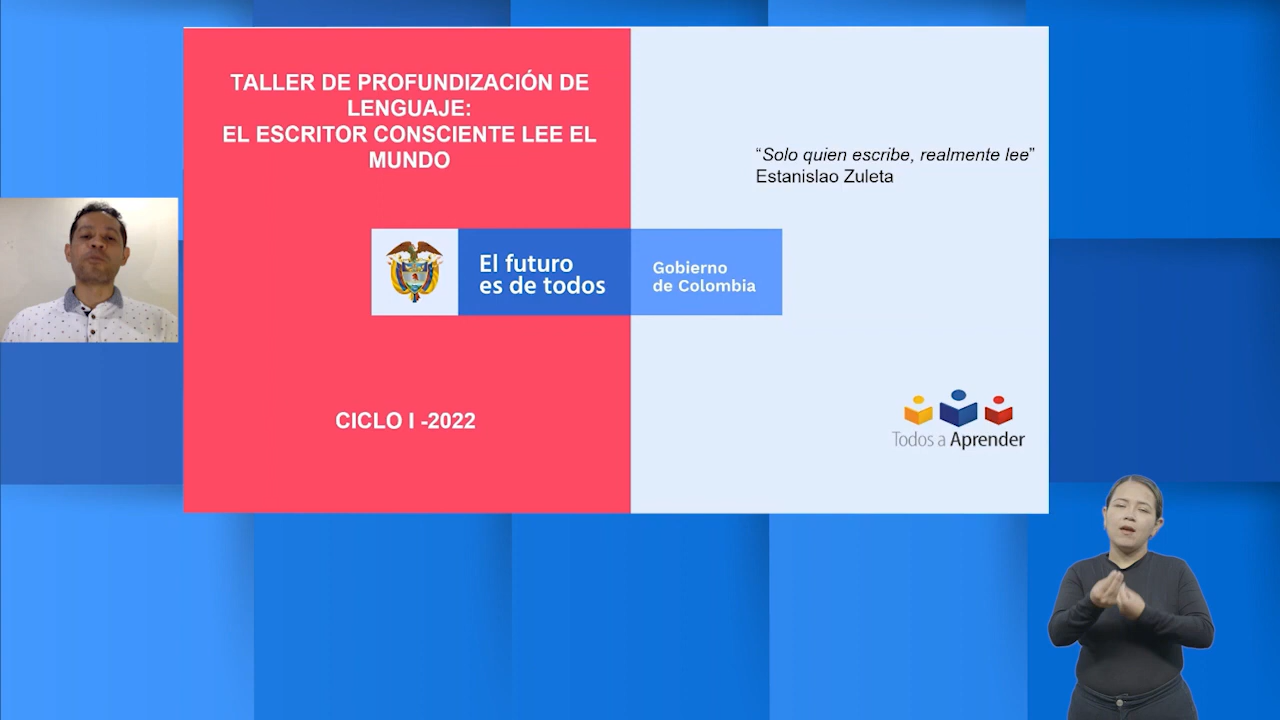 TALLER DE PROFUNDIZACIÓN DE
LENGUAJE:
EL ESCRITOR CONSCIENTE LEE EL
MUNDO
“Solo quien escribe, realmente lee”
Estanislao Zuleta
El futuro
es de todos
Gobierno
de Colombia
CICLO I -2022
Todos a Aprender